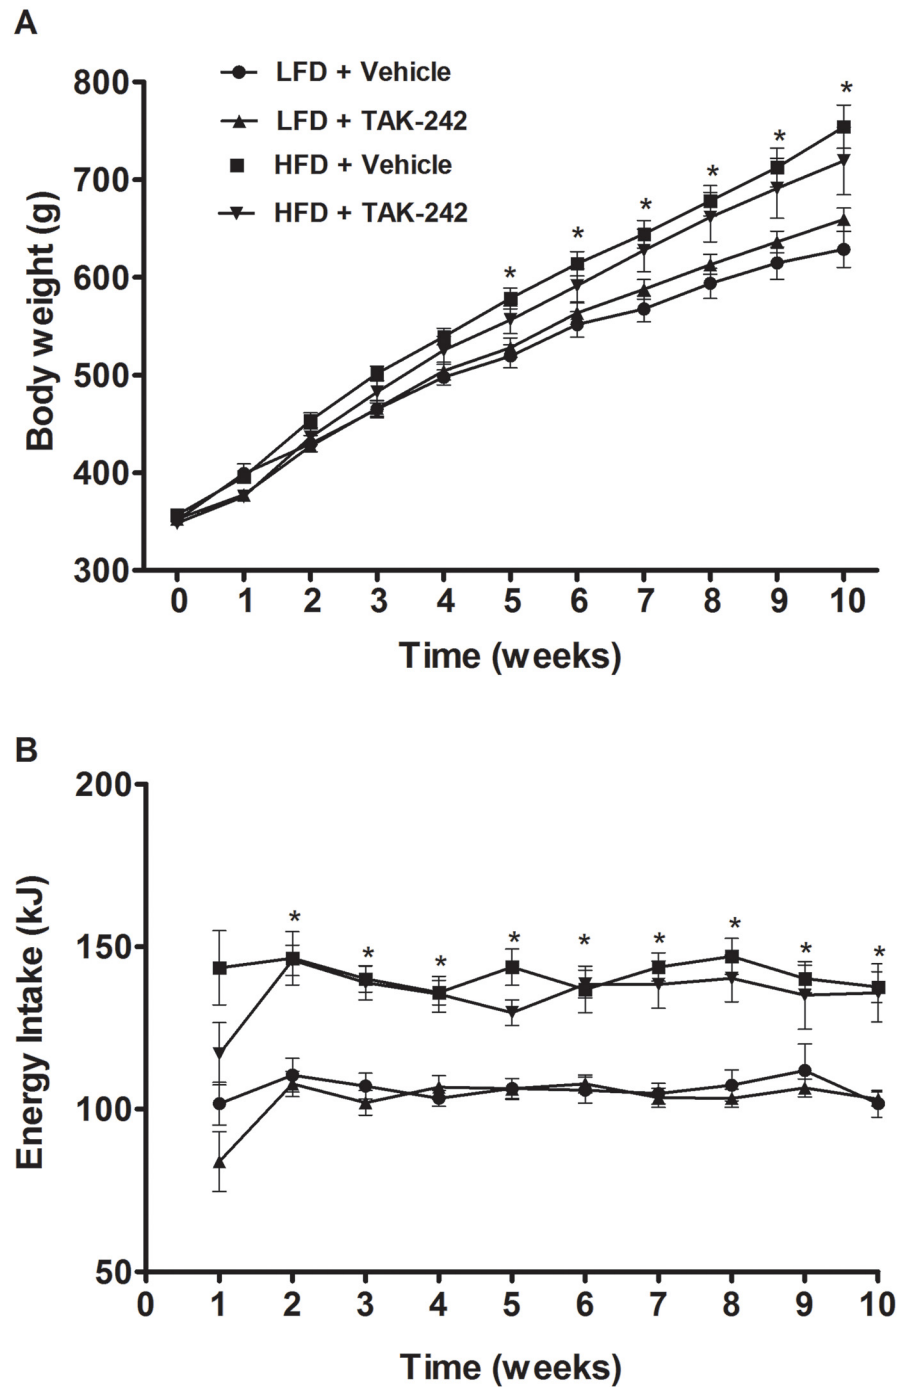 A
LFD + Vehicle
LFD + TAK-242
HFD + Vehicle
HFD + TAK-242
800
700
600
500
400
300
Body weight (g)
* * * * * *
0 1 2 3 4 5 6 7 8 9 10
Time (weeks)
B
200
150
100
50
Energy Intake (kJ)
* * * * * * * * *
0 1 2 3 4 5 6 7 8 9 10
Time (weeks)